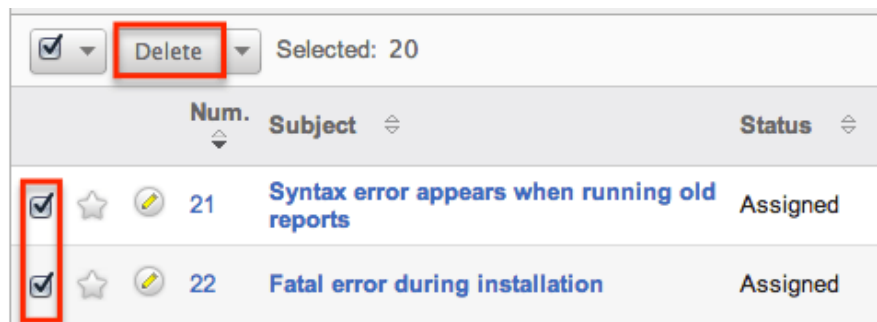 Delete Selected: 20
Num. Subject Status
21 Syntax error appears when running old Assigned
reports
22 Fatal error during installation Assigned